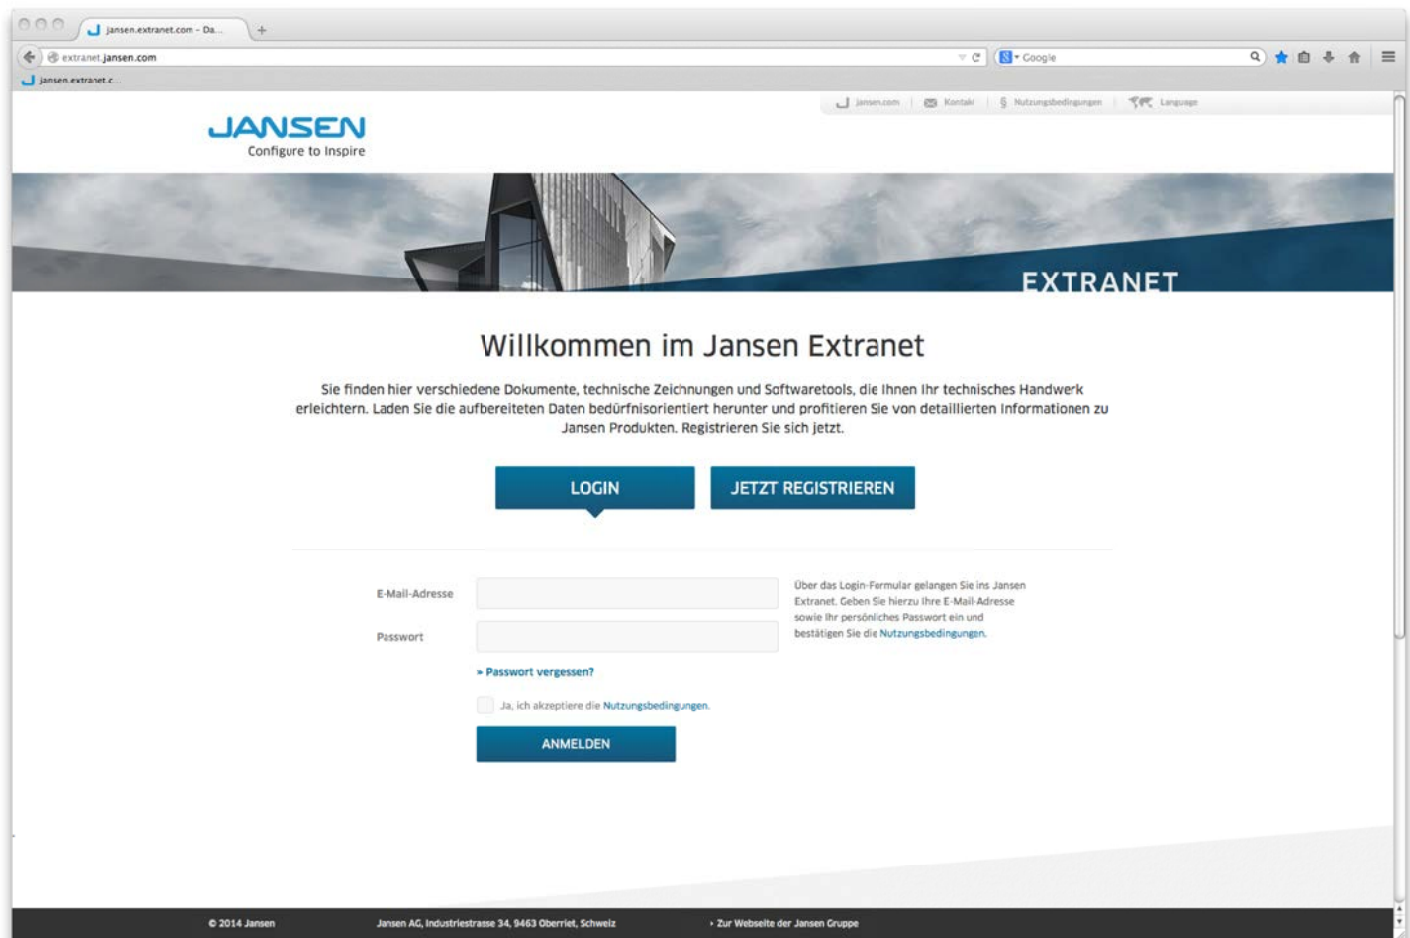 jansen.extranet.com - Da...
extranet.jansen.com
Google
jansen.extranet.c...
jansen.com | Kontakt | § Nutzungsbedingungen | Language
JANSEN
Configure to Inspire
EXTRANET
Willkommen im Jansen Extranet
Sie finden hier verschiedene Dokumente, technische Zeichnungen und Softwaretools, die Ihnen Ihr technisches Handwerk
erleichtern. Laden Sie die aufbereiteten Daten bedürfnisorientiert herunter und profitieren Sie von detaillierten Informationen zu
Jansen Produkten. Registrieren Sie sich jetzt.
LOGIN
JETZT REGISTRIEREN
E-Mail-Adresse
Über das Login-Formular gelangen Sie ins Jansen
Extranet. Geben Sie hierzu Ihre E-Mail-Adresse
sowie Ihr persönliches Passwort ein und
bestätigen Sie die Nutzungsbedingungen.
Passwort
» Passwort vergessen?
Ja, ich akzeptiere die Nutzungsbedingungen.
ANMELDEN
© 2014 Jansen
Jansen AG, Industriestrasse 34, 9463 Oberriet, Schweiz
Zur Webseite der Jansen Gruppe